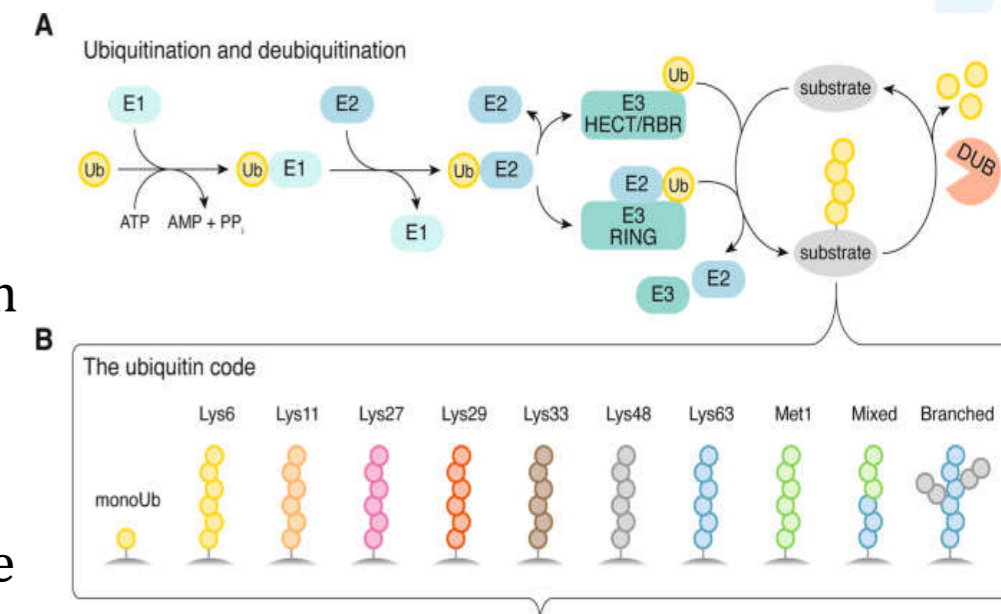 A
Ubiquitination and deubiquitination
E1
E2
E2
E3
HECT/RBR
Ub
substrate
Ub
Ub
E1
Ub
E2
E2
Ub
E3
RING
DUB
ATP
AMP + PPi
E1
substrate
E3
E2
n
B
The ubiquitin code
monoUb
Lys6
Lys11
Lys27
Lys29
Lys33
Lys48
Lys63
Met1
Mixed
Branched
e